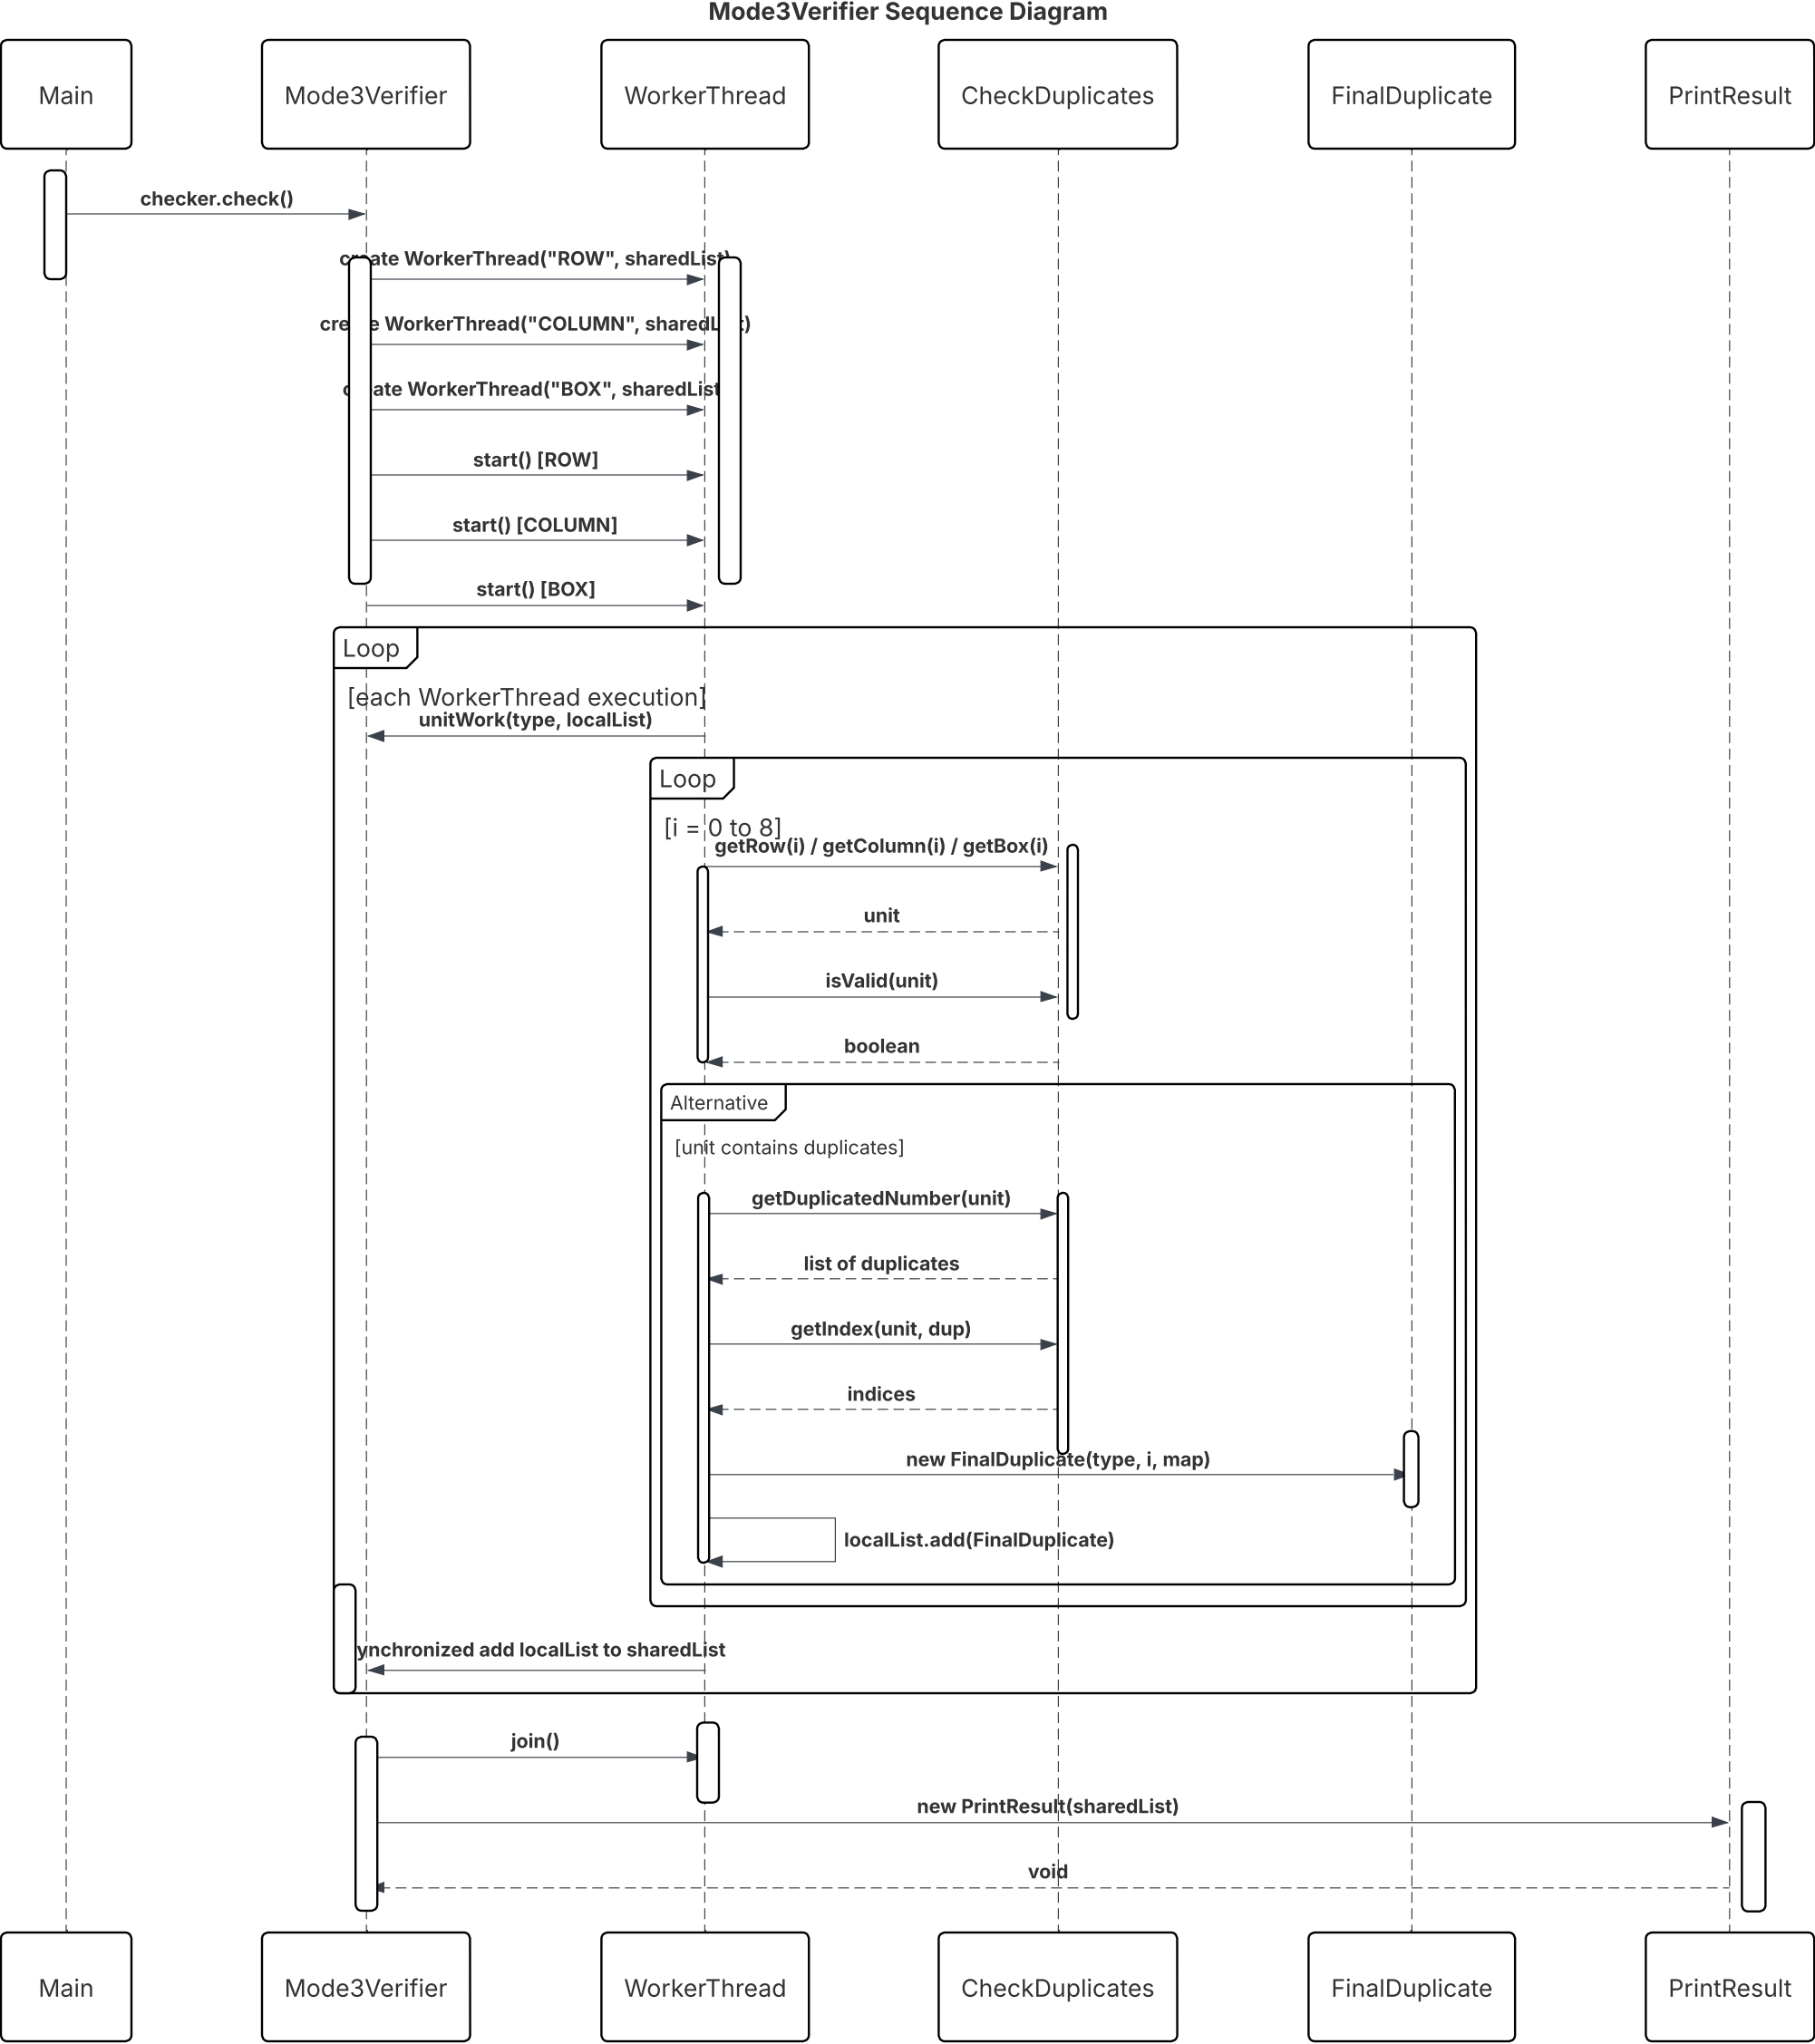 Mode3Verifier Sequence Diagram
Main
Mode3Verifier
WorkerThread
CheckDuplicates
FinalDuplicate
PrintResult
checker.check()
create WorkerThread("ROW", sharedList)
create WorkerThread("COLUMN", sharedList)
create WorkerThread("BOX", sharedList
start() [ROW]
start() [COLUMN]
start() [BOX]
Loop
[each WorkerThread execution]
unitWork(type, localList)
Loop
[i = 0 to 8]
getRow(i) / getColumn(i) / getBox(i)
unit
isValid(unit)
boolean
Alternative
[unit contains duplicates]
getDuplicatedNumber(unit)
list of duplicates
getIndex(unit, dup)
indices
new FinalDuplicate(type, i, map)
localList.add(FinalDuplicate)
ynchronized add localList to sharedList
join()
new PrintResult(sharedList)
void
Main
Mode3Verifier
WorkerThread
CheckDuplicates
FinalDuplicate
PrintResult